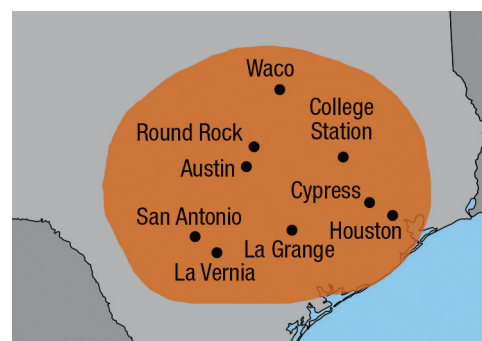 Waco
College
Station
Round Rock
Austin
Cypress
San Antonio
Houston
La Grange
La Vernia